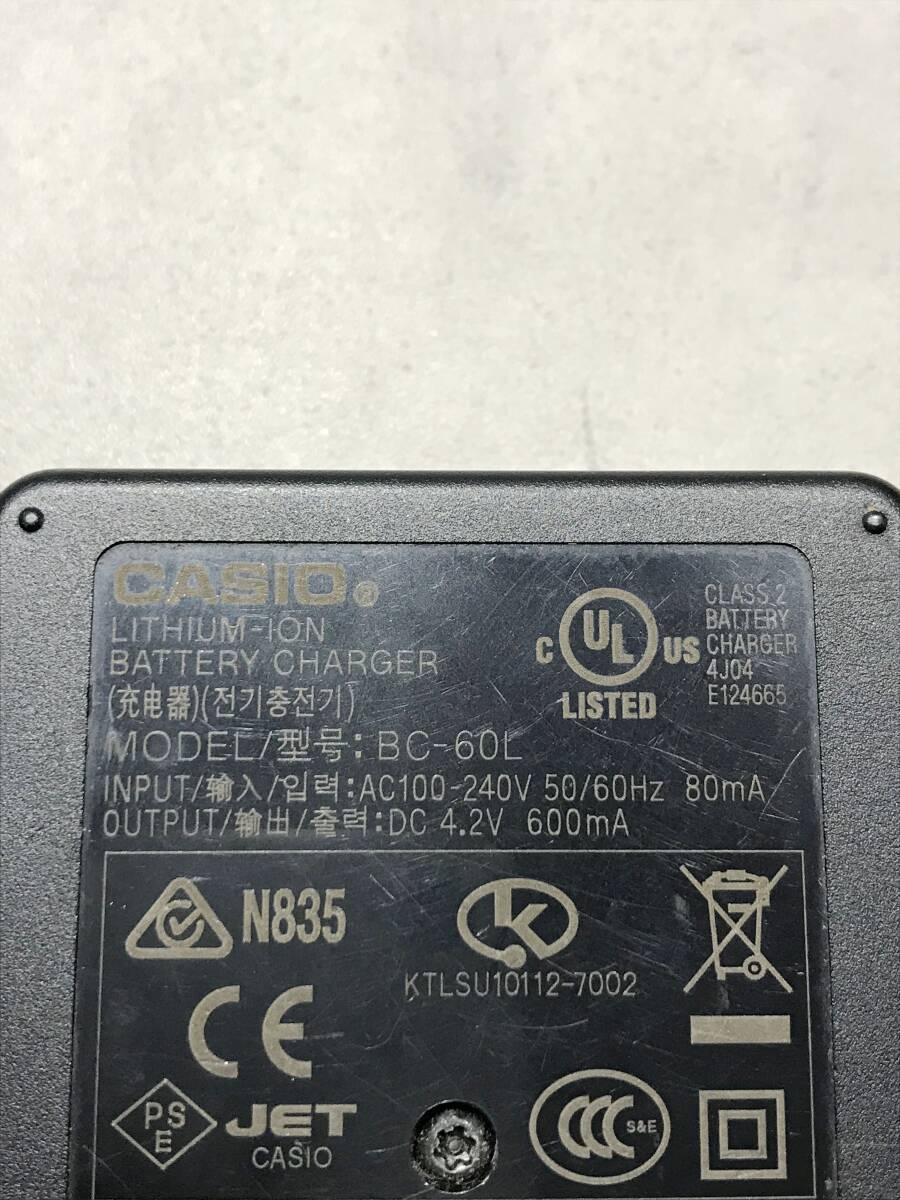 CASIO®
LITHIUM-ION
BATTERY CHARGER
(充电器)(전기충전기)
MODEL/型号: BC-60L
INPUT/输入/입력:AC100-240V 50/60Hz 80mA
OUTPUT/输出/출력:DC 4.2V 600mA
C UL US
LISTED
CLASS 2
BATTERY
CHARGER
4J04
E124665
N835
K
KTLSU10112-7002
CE
PS
E
JET
CASIO
CCC S&E